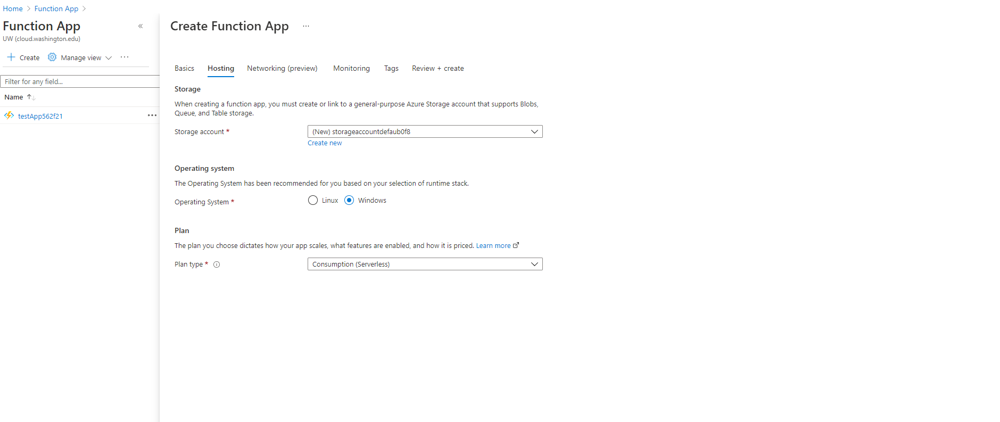 Home > Function App >
Function App «
UW (cloud.washington.edu)
+ Create Manage view ...
Filter for any field...
Name ↑↓
testApp562f21 ...
Create Function App ...
Basics Hosting Networking (preview) Monitoring Tags Review + create
Storage
When creating a function app, you must create or link to a general-purpose Azure Storage account that supports Blobs,
Queue, and Table storage.
Storage account * (New) storageaccountdefaub0f8
Create new
Operating system
The Operating System has been recommended for you based on your selection of runtime stack.
Operating System * Linux Windows
Plan
The plan you choose dictates how your app scales, what features are enabled, and how it is priced. Learn more
Plan type * Consumption (Serverless)